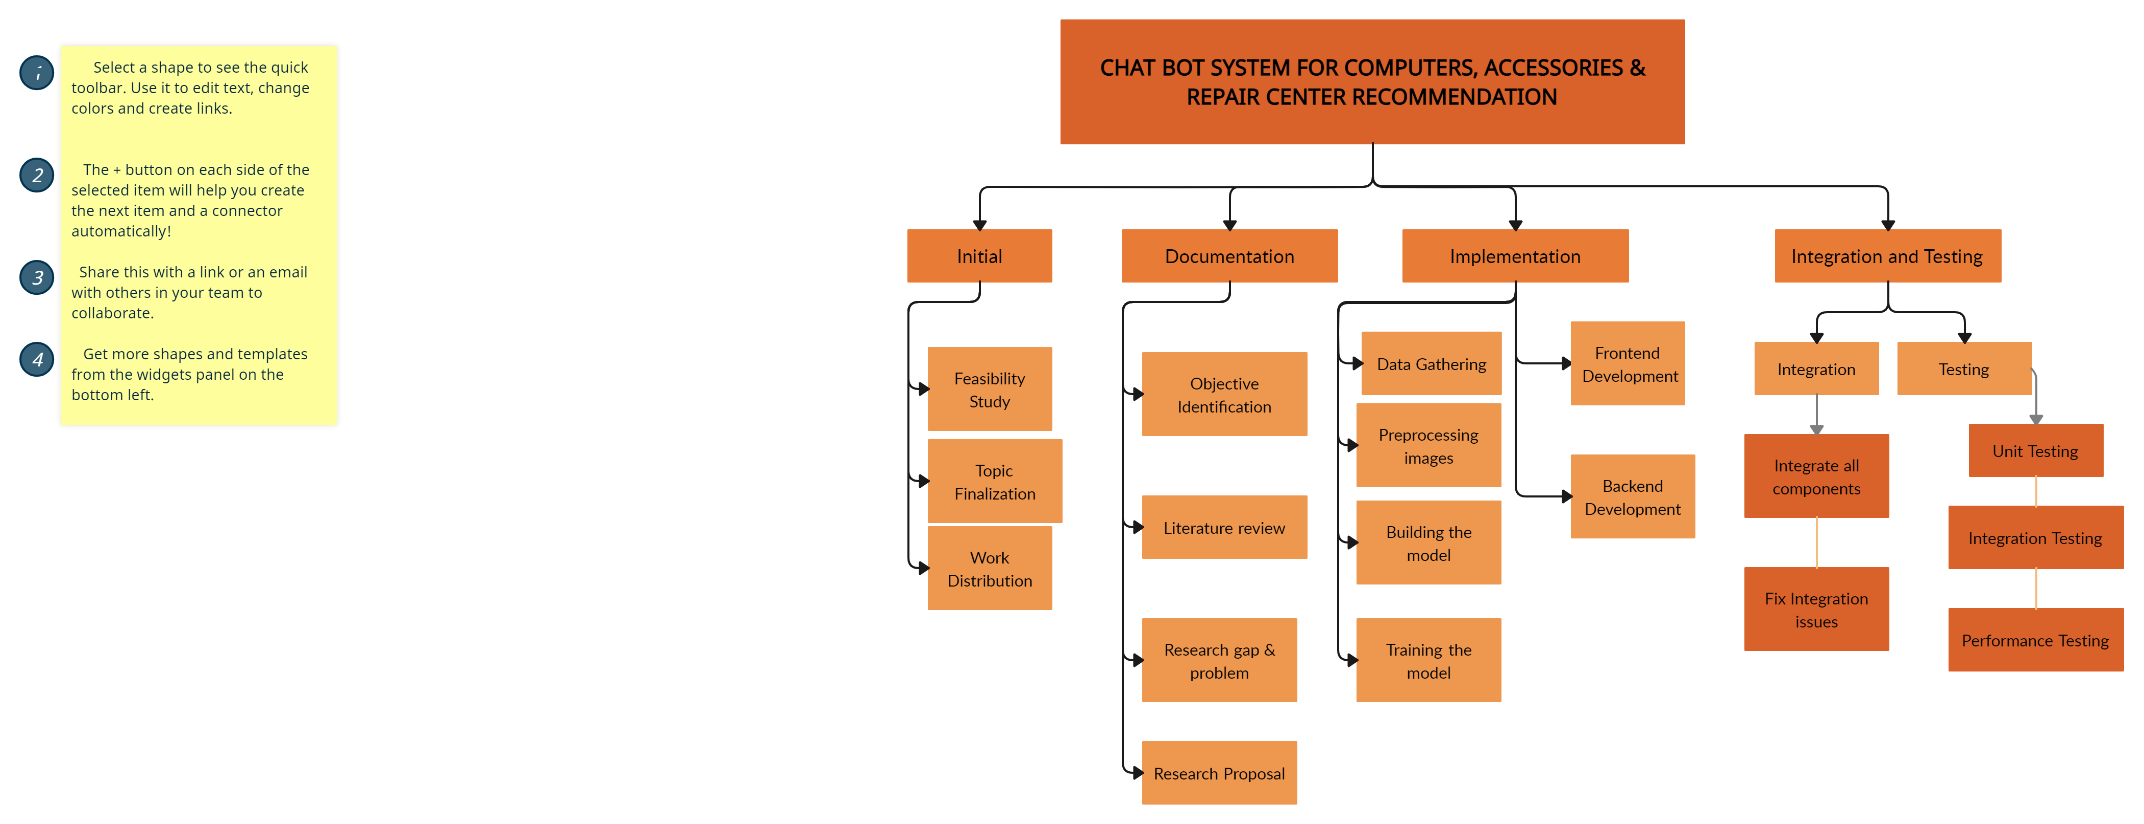 1
Select a shape to see the quick
toolbar. Use it to edit text, change
colors and create links.
2
The + button on each side of the
selected item will help you create
the next item and a connector
automatically!
3
Share this with a link or an email
with others in your team to
collaborate.
4
Get more shapes and templates
from the widgets panel on the
bottom left.
CHAT BOT SYSTEM FOR COMPUTERS, ACCESSORIES &
REPAIR CENTER RECOMMENDATION
Initial
Feasibility
Study
Topic
Finalization
Work
Distribution
Documentation
Objective
Identification
Literature review
Research gap &
problem
Research Proposal
Implementation
Data Gathering
Preprocessing
images
Building the
model
Training the
model
Frontend
Development
Backend
Development
Integration and Testing
Integration
Integrate all
components
Fix Integration
issues
Testing
Unit Testing
Integration Testing
Performance Testing